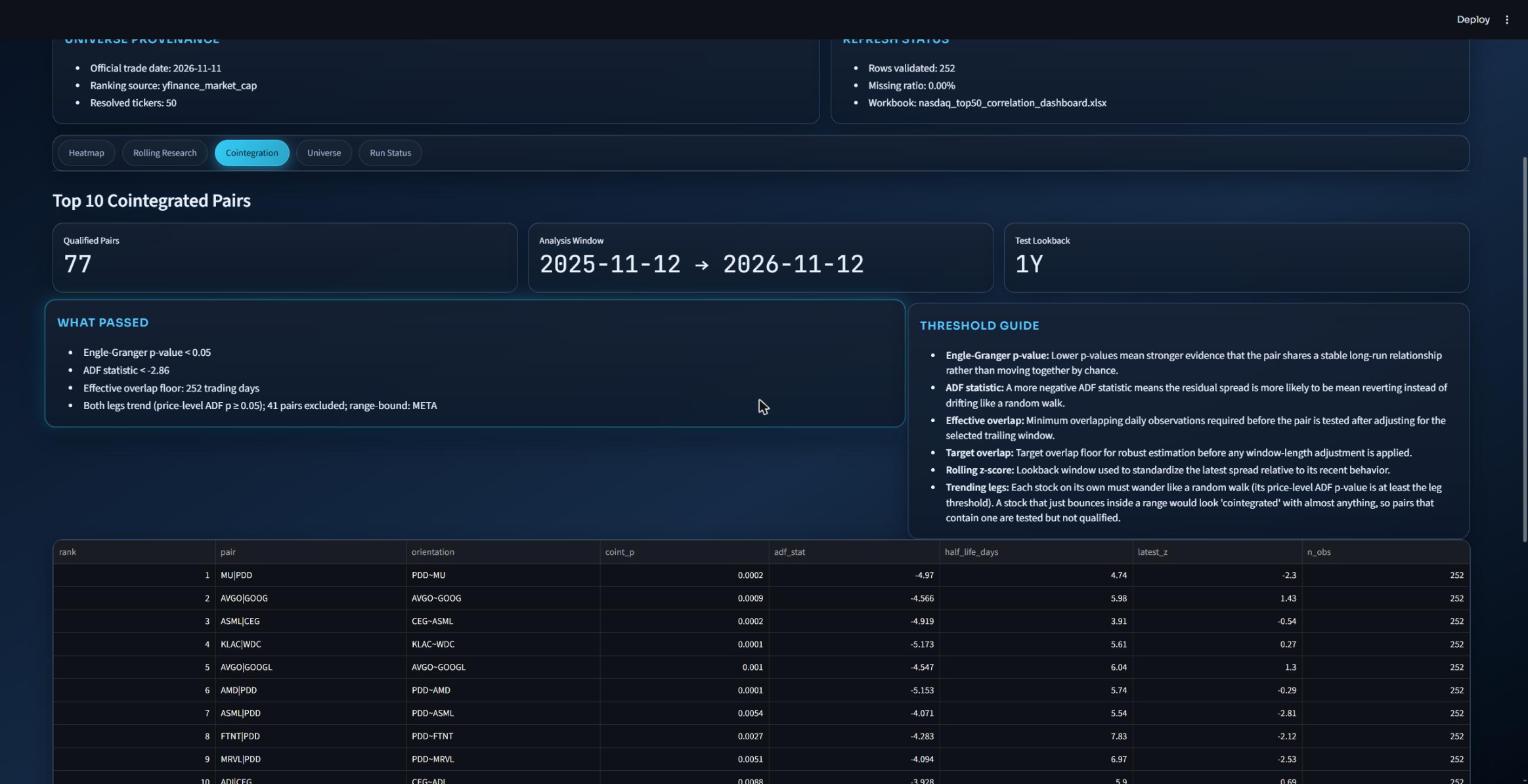 Deploy
UNIVERSE PROVENANCE
• Official trade date: 2026-11-11
• Ranking source: yfinance_market_cap
• Resolved tickers: 50
REFRESH STATUS
• Rows validated: 252
• Missing ratio: 0.00%
• Workbook: nasdaq_top50_correlation_dashboard.xlsx
Heatmap Rolling Research Cointegration Universe Run Status
Top 10 Cointegrated Pairs
Qualified Pairs
77
Analysis Window
2025-11-12 → 2026-11-12
Test Lookback
1Y
WHAT PASSED
• Engle-Granger p-value < 0.05
• ADF statistic < -2.86
• Effective overlap floor: 252 trading days
• Both legs trend (price-level ADF p ≥ 0.05); 41 pairs excluded; range-bound: META
THRESHOLD GUIDE
• Engle-Granger p-value: Lower p-values mean stronger evidence that the pair shares a stable long-run relationship
rather than moving together by chance.
• ADF statistic: A more negative ADF statistic means the residual spread is more likely to be mean reverting instead of
drifting like a random walk.
• Effective overlap: Minimum overlapping daily observations required before the pair is tested after adjusting for the
selected trailing window.
• Target overlap: Target overlap floor for robust estimation before any window-length adjustment is applied.
• Rolling z-score: Lookback window used to standardize the latest spread relative to its recent behavior.
• Trending legs: Each stock on its own must wander like a random walk (its price-level ADF p-value is at least the leg
threshold). A stock that just bounces inside a range would look 'cointegrated' with almost anything, so pairs that
contain one are tested but not qualified.
rank pair orientation coint_p adf_stat half_life_days latest_z n_obs
1 MU|PDD PDD~MU 0.0002 -4.97 4.74 -2.3 252
2 AVGO|GOOG AVGO~GOOG 0.0009 -4.566 5.98 1.43 252
3 ASML|CEG CEG~ASML 0.0002 -4.919 3.91 -0.54 252
4 KLAC|WDC KLAC~WDC 0.0001 -5.173 5.61 0.27 252
5 AVGO|GOOGL AVGO~GOOGL 0.001 -4.547 6.04 1.3 252
6 AMD|PDD PDD~AMD 0.0001 -5.153 5.74 -0.29 252
7 ASML|PDD PDD~ASML 0.0054 -4.071 5.54 -2.81 252
8 FTNT|PDD PDD~FTNT 0.0027 -4.283 7.83 -2.12 252
9 MRVL|PDD PDD~MRVL 0.0051 -4.094 6.97 -2.53 252
10 ADI|CEG CEG~ADI 0.0088 -3.928 5.9 0.69 252